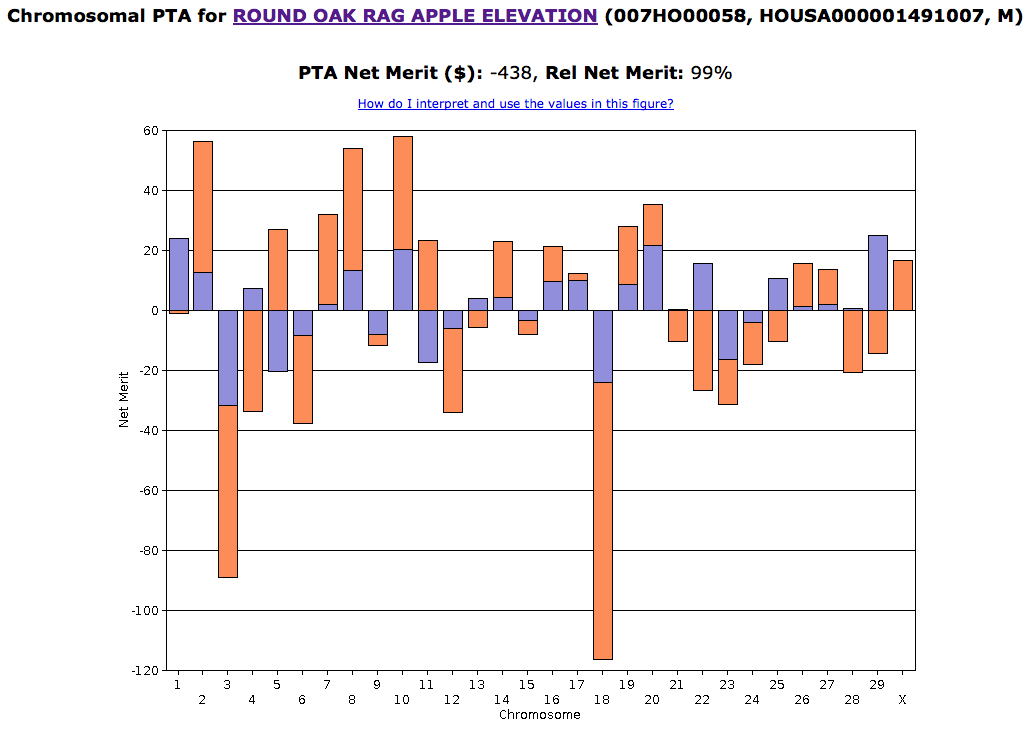 Chromosomal PTA for ROUND OAK RAG APPLE ELEVATION (007HO00058, HOUSA000001491007, M)
PTA Net Merit ($): -438, Rel Net Merit: 99%
How do I interpret and use the values in this figure?
60
40
20
0
-20
-40
-60
-80
-100
-120
Net Merit
1 3 5 7 9 11 13 15 17 19 21 23 25 27 29
2 4 6 8 10 12 14 16 18 20 22 24 26 28 X
Chromosome